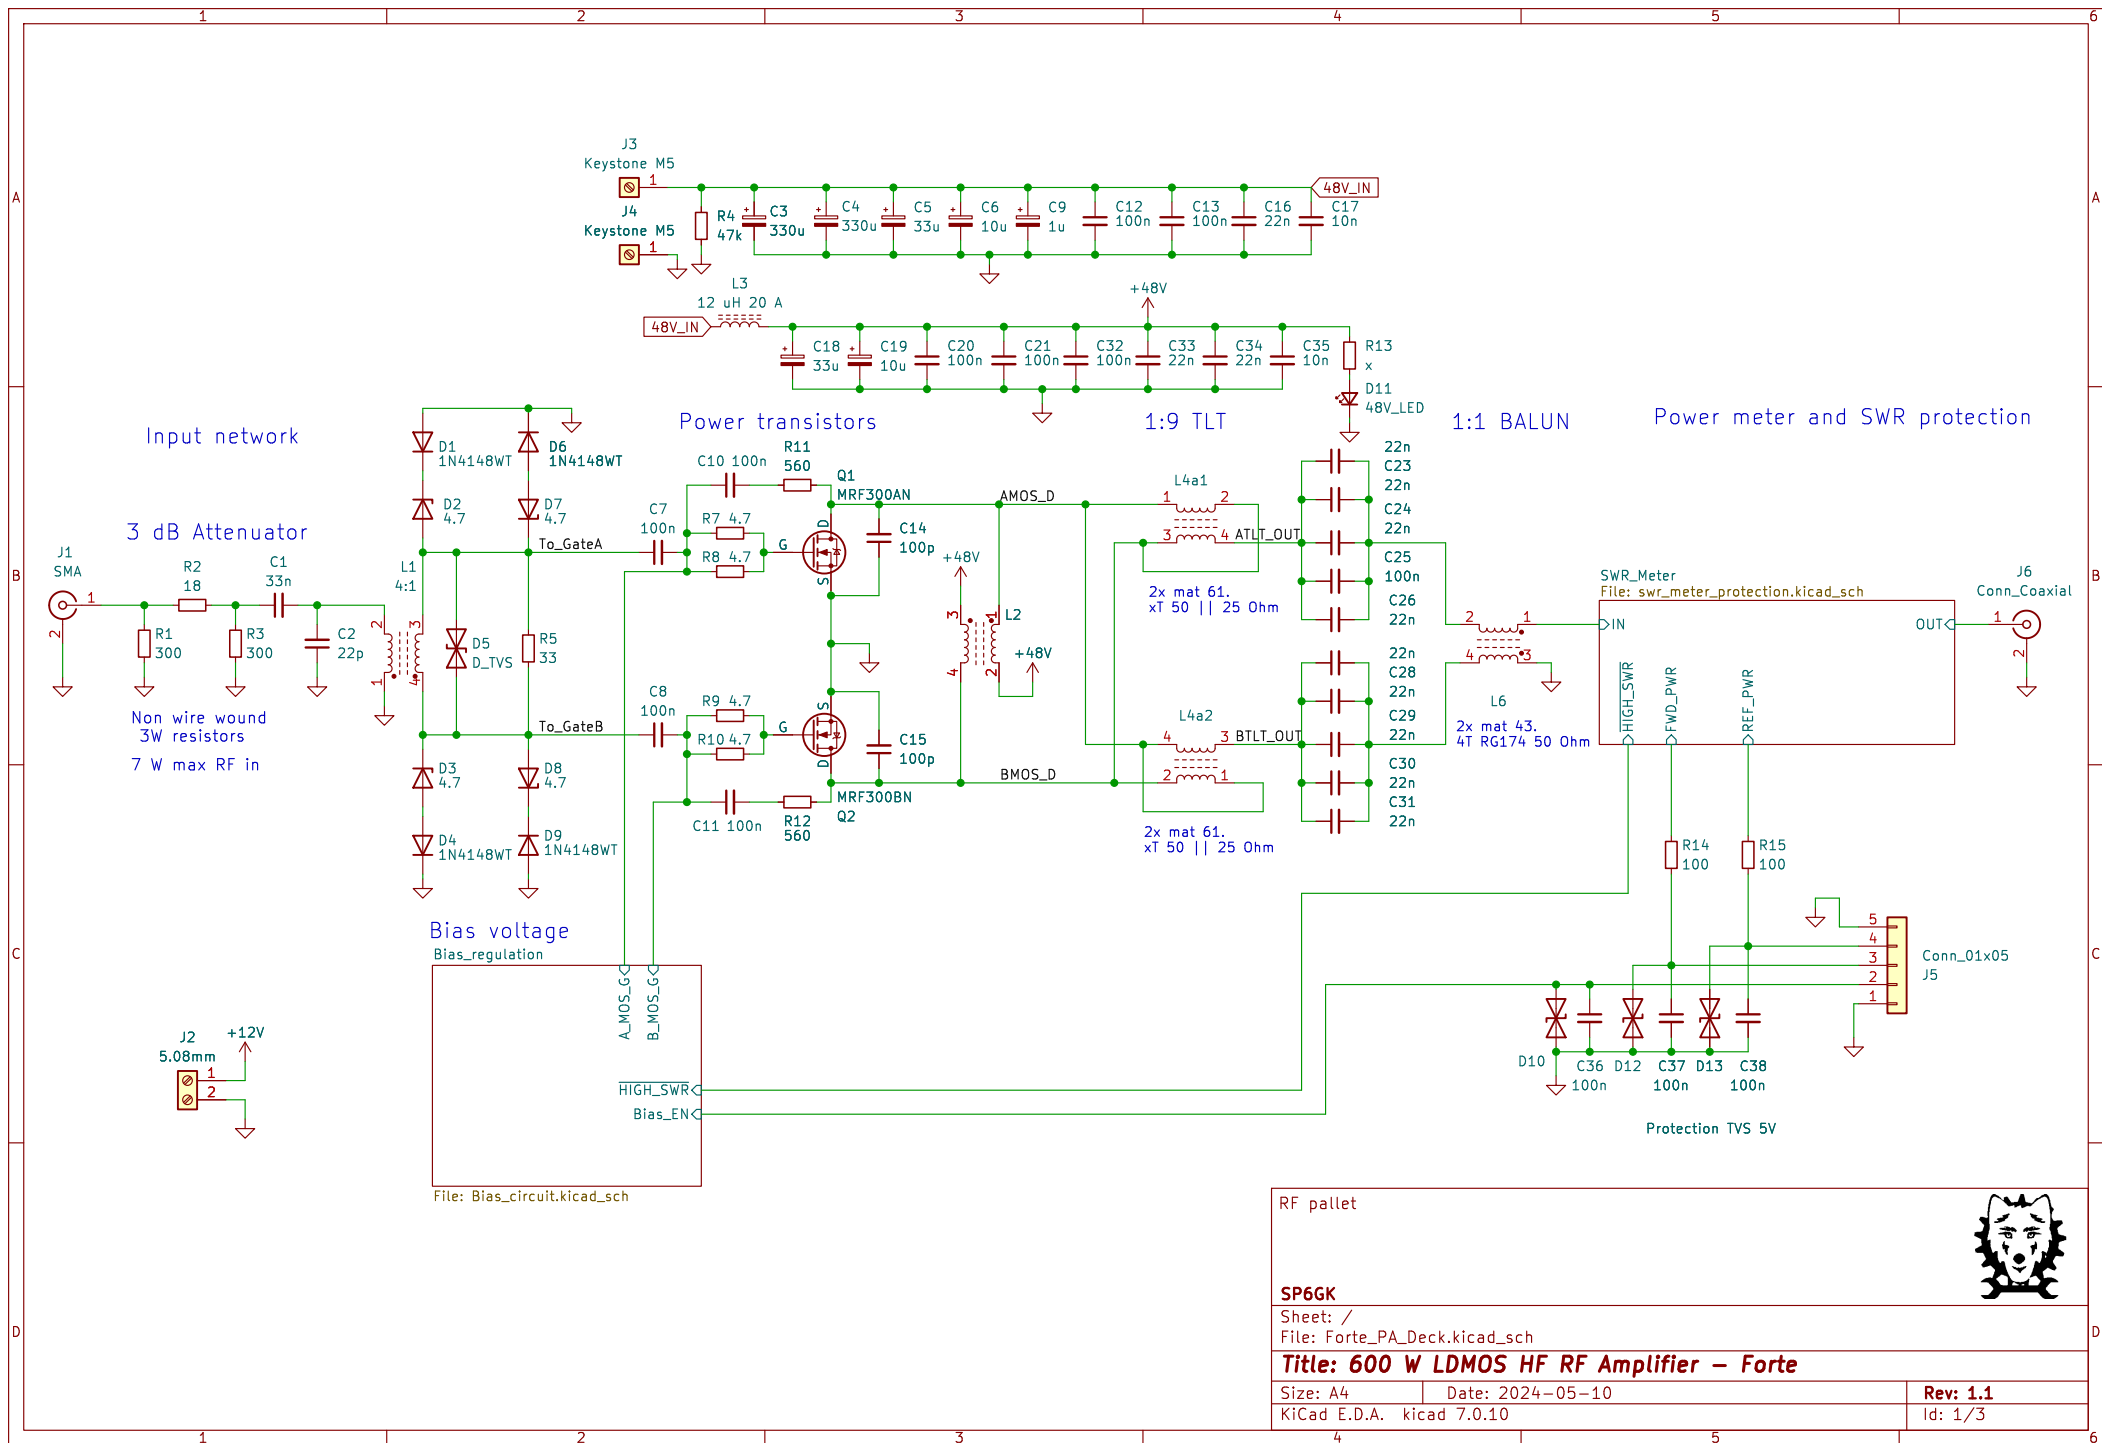 1 2 3 4 5 6
A A
B B
C C
D D
1 2 3 4 5 6
J3
Keystone M5
1
J4
Keystone M5
1
R4
47k
C3
330u
C4
330u
C5
33u
C6
10u
C9
1u
C12
100n
C13
100n
C16
22n
C17
10n
48V_IN
L3
12 uH 20 A
48V_IN
+48V
C18
33u
C19
10u
C20
100n
C21
100n
C32
100n
C33
22n
C34
22n
C35
10n
R13
x
D11
48V_LED
Input network
Power transistors
1:9 TLT
1:1 BALUN
Power meter and SWR protection
3 dB Attenuator
J1
SMA
1
2
R1
300
R2
18
R3
300
C1
33n
C2
22p
L1
4:1
2
3
1
4
Non wire wound
3W resistors
7 W max RF in
D1
1N4148WT
D2
4.7
D6
1N4148WT
D7
4.7
To_GateA
D5
D_TVS
R5
33
To_GateB
D3
4.7
D4
1N4148WT
D8
4.7
D9
1N4148WT
C7
100n
C8
100n
C10 100n
R11
560
R7 4.7
R8 4.7
R9 4.7
R10 4.7
C11 100n
R12
560
Q1
MRF300AN
D
G
S
S
G
D
MRF300BN
Q2
C14
100p
C15
100p
+48V
3
1
L2
4
2
+48V
AMOS_D
BMOS_D
L4a1
1
2
3
4
ATLT_OUT
2x mat 61.
xT 50 || 25 Ohm
L4a2
4
3
BTLT_OUT
2
1
2x mat 61.
xT 50 || 25 Ohm
22n
C23
22n
C24
22n
C25
100n
C26
22n
22n
C28
22n
C29
22n
C30
22n
C31
22n
2
1
4
3
L6
2x mat 43.
4T RG174 50 Ohm
SWR_Meter
File: swr_meter_protection.kicad_sch
IN
OUT
HIGH_SWR
FWD_PWR
REF_PWR
J6
Conn_Coaxial
1
2
R14
100
R15
100
5
4
3
2
1
Conn_01x05
J5
D10
C36
100n
D12
C37
100n
D13
C38
100n
Protection TVS 5V
Bias voltage
Bias_regulation
A_MOS_G
B_MOS_G
HIGH_SWR
Bias_EN
File: Bias_circuit.kicad_sch
J2
5.08mm
+12V
1
2
RF pallet
SP6GK
Sheet: /
File: Forte_PA_Deck.kicad_sch
Title: 600 W LDMOS HF RF Amplifier – Forte
Size: A4
Date: 2024-05-10
Rev: 1.1
KiCad E.D.A. kicad 7.0.10
Id: 1/3